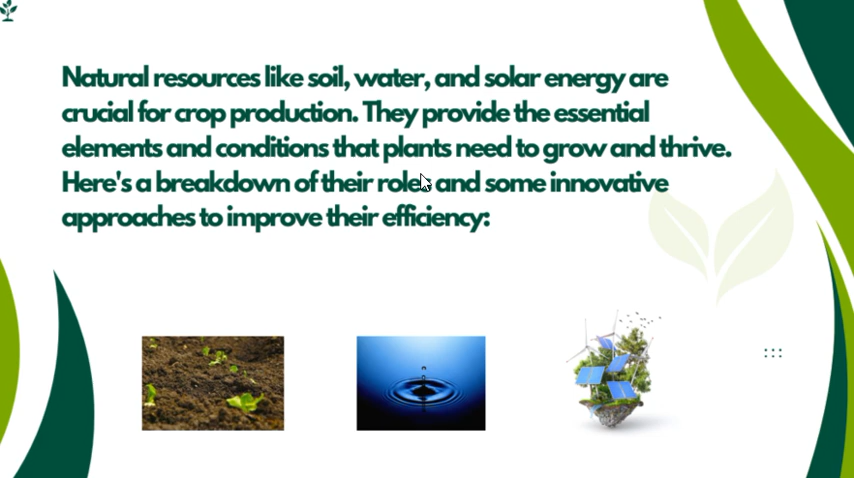 Natural resources like soil, water, and solar energy are
crucial for crop production. They provide the essential
elements and conditions that plants need to grow and thrive.
Here's a breakdown of their roles and some innovative
approaches to improve their efficiency: